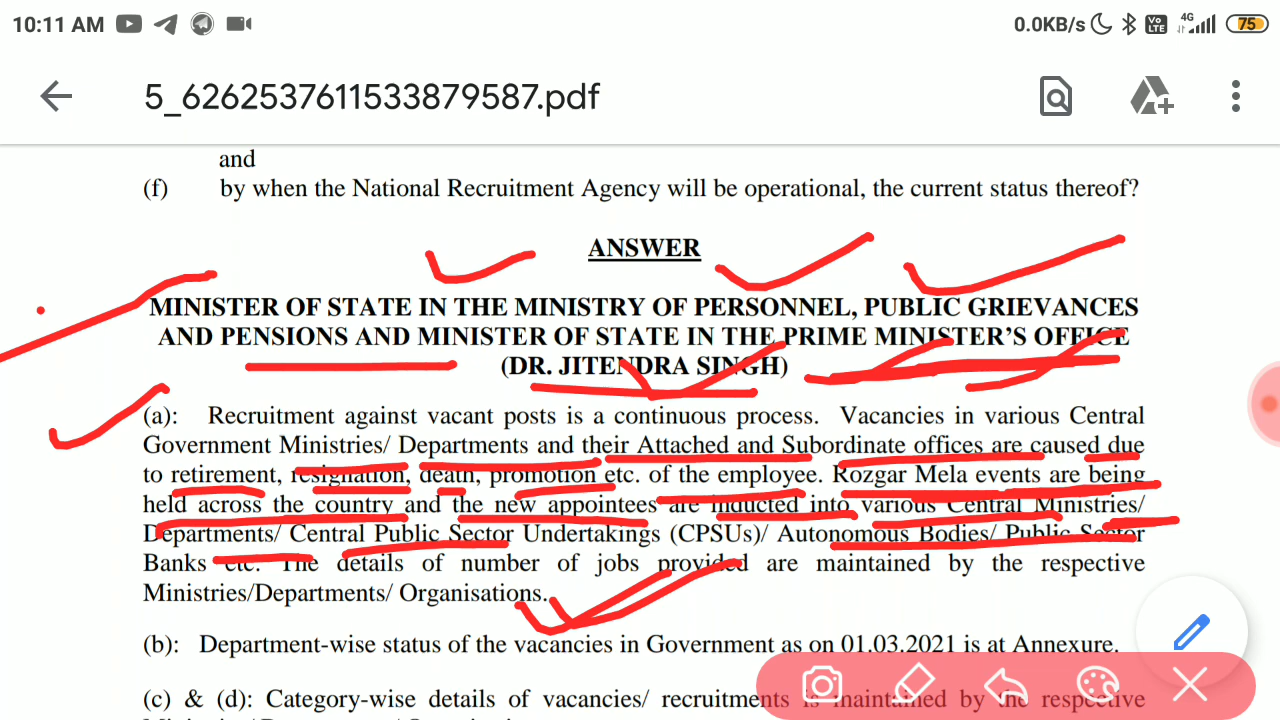 10:11 AM 0.0KB/s Vo LTE 4G 75
5_6262537611533879587.pdf
and
(f) by when the National Recruitment Agency will be operational, the current status thereof?
ANSWER
MINISTER OF STATE IN THE MINISTRY OF PERSONNEL, PUBLIC GRIEVANCES
AND PENSIONS AND MINISTER OF STATE IN THE PRIME MINISTER’S OFFICE
(DR. JITENDRA SINGH)
(a): Recruitment against vacant posts is a continuous process. Vacancies in various Central
Government Ministries/ Departments and their Attached and Subordinate offices are caused due
to retirement, resignation, death, promotion etc. of the employee. Rozgar Mela events are being
held across the country and the new appointees are inducted into various Central Ministries/
Departments/ Central Public Sector Undertakings (CPSUs)/ Autonomous Bodies/ Public Sector
Banks etc. The details of number of jobs provided are maintained by the respective
Ministries/Departments/ Organisations.
(b): Department-wise status of the vacancies in Government as on 01.03.2021 is at Annexure.
(c) & (d): Category-wise details of vacancies/ recruitments is maintained by the respective